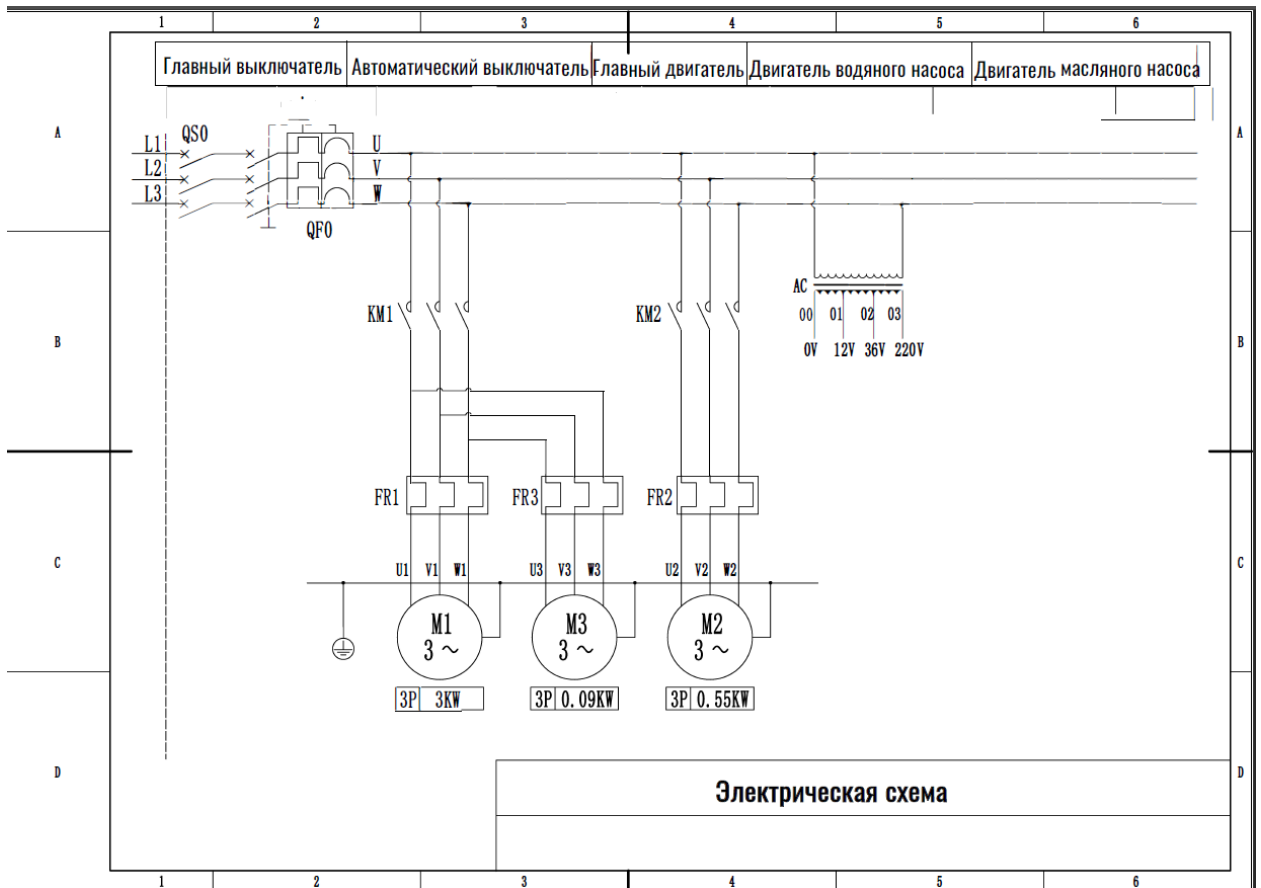 1 2 3 4 5 6
Главный выключатель Автоматический выключатель Главный двигатель Двигатель водяного насоса Двигатель масляного насоса
A A
QS0
L1 U
L2 V
L3 W
QF0
AC
KM1 KM2 00 01 02 03
B B
0V 12V 36V 220V
FR1 FR3 FR2
C C
U1 V1 W1 U3 V3 W3 U2 V2 W2
M1 M3 M2
3 ~ 3 ~ 3 ~
3P 3KW 3P 0.09KW 3P 0.55KW
D D
Электрическая схема
1 2 3 4 5 6